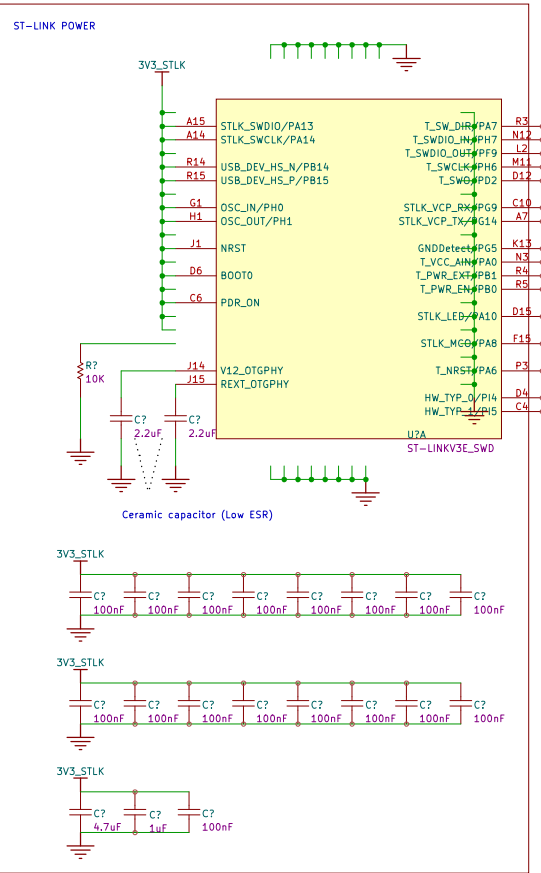 ST-LINK POWER
3V3_STLK
A15 STLK_SWDIO/PA13
A14 STLK_SWCLK/PA14
R14 USB_DEV_HS_N/PB14
R15 USB_DEV_HS_P/PB15
G1 OSC_IN/PH0
H1 OSC_OUT/PH1
J1 NRST
D6 BOOT0
C6 PDR_ON
J14 V12_OTGPHY
J15 REXT_OTGPHY
T_SW_DIR/PA7 R3
T_SWDIO_IN/PH7 N12
T_SWDIO_OUT/PF9 L2
T_SWCLK/PH6 M11
T_SWO/PD2 D12
STLK_VCP_RX/PG9 C10
STLK_VCP_TX/PG14 A7
GNDDetect/PG5 K13
T_VCC_AIN/PA0 N3
T_PWR_EXT/PB1 R4
T_PWR_EN/PB0 R5
STLK_LED/PA10 D15
STLK_MCO/PA8 F15
T_NRST/PA6 P3
HW_TYP_0/PI4 D4
HW_TYP_1/PI5 C4
U?A
ST-LINKV3E_SWD
R?
10K
C? C?
2.2uF 2.2uF
Ceramic capacitor (Low ESR)
3V3_STLK
C? C? C? C? C? C? C? C?
100nF 100nF 100nF 100nF 100nF 100nF 100nF 100nF
3V3_STLK
C? C? C? C? C? C? C? C?
100nF 100nF 100nF 100nF 100nF 100nF 100nF 100nF
3V3_STLK
C? C? C?
4.7uF 1uF 100nF